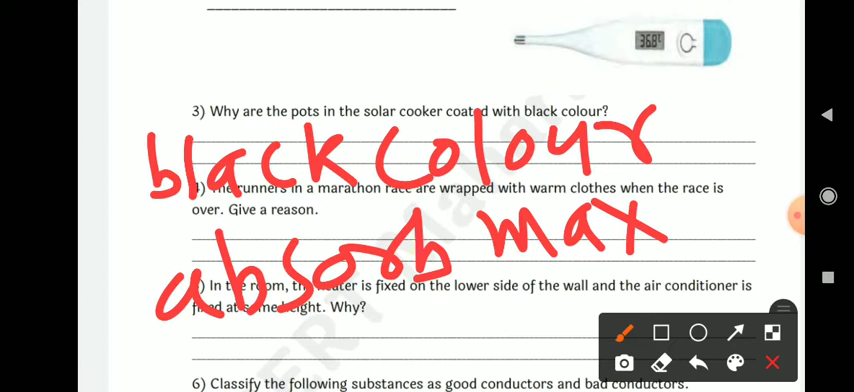 36.8°C
3) Why are the pots in the solar cooker coated with black colour?
black colour
4) The runners in a marathon race are wrapped with warm clothes when the race is
over. Give a reason.
absorb max
5) In the room, the heater is fixed on the lower side of the wall and the air conditioner is
fixed at some height. Why?
6) Classify the following substances as good conductors and bad conductors.